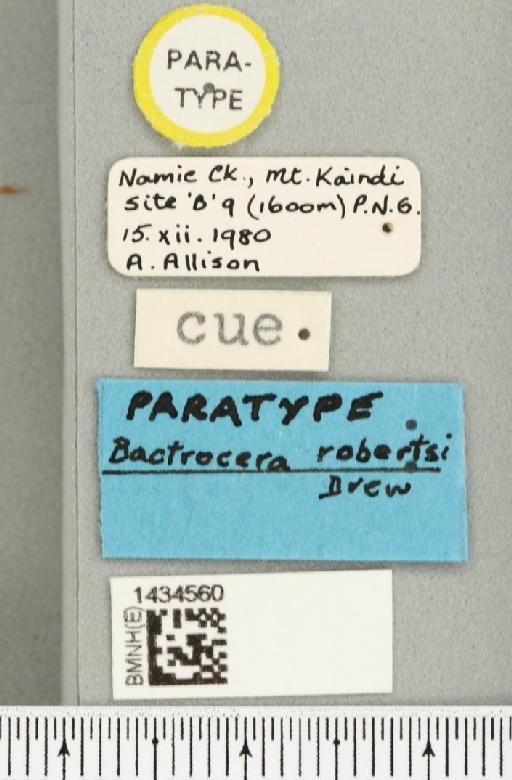 PARA-
TYPE
Namie Ck., Mt. Kaindi
Site 'B' 9 (1600m) P.N.G.
15. xii. 1980
A. Allison
cue
PARATYPE
Bactrocera robertsi
Drew
1434560
BMNH(E)